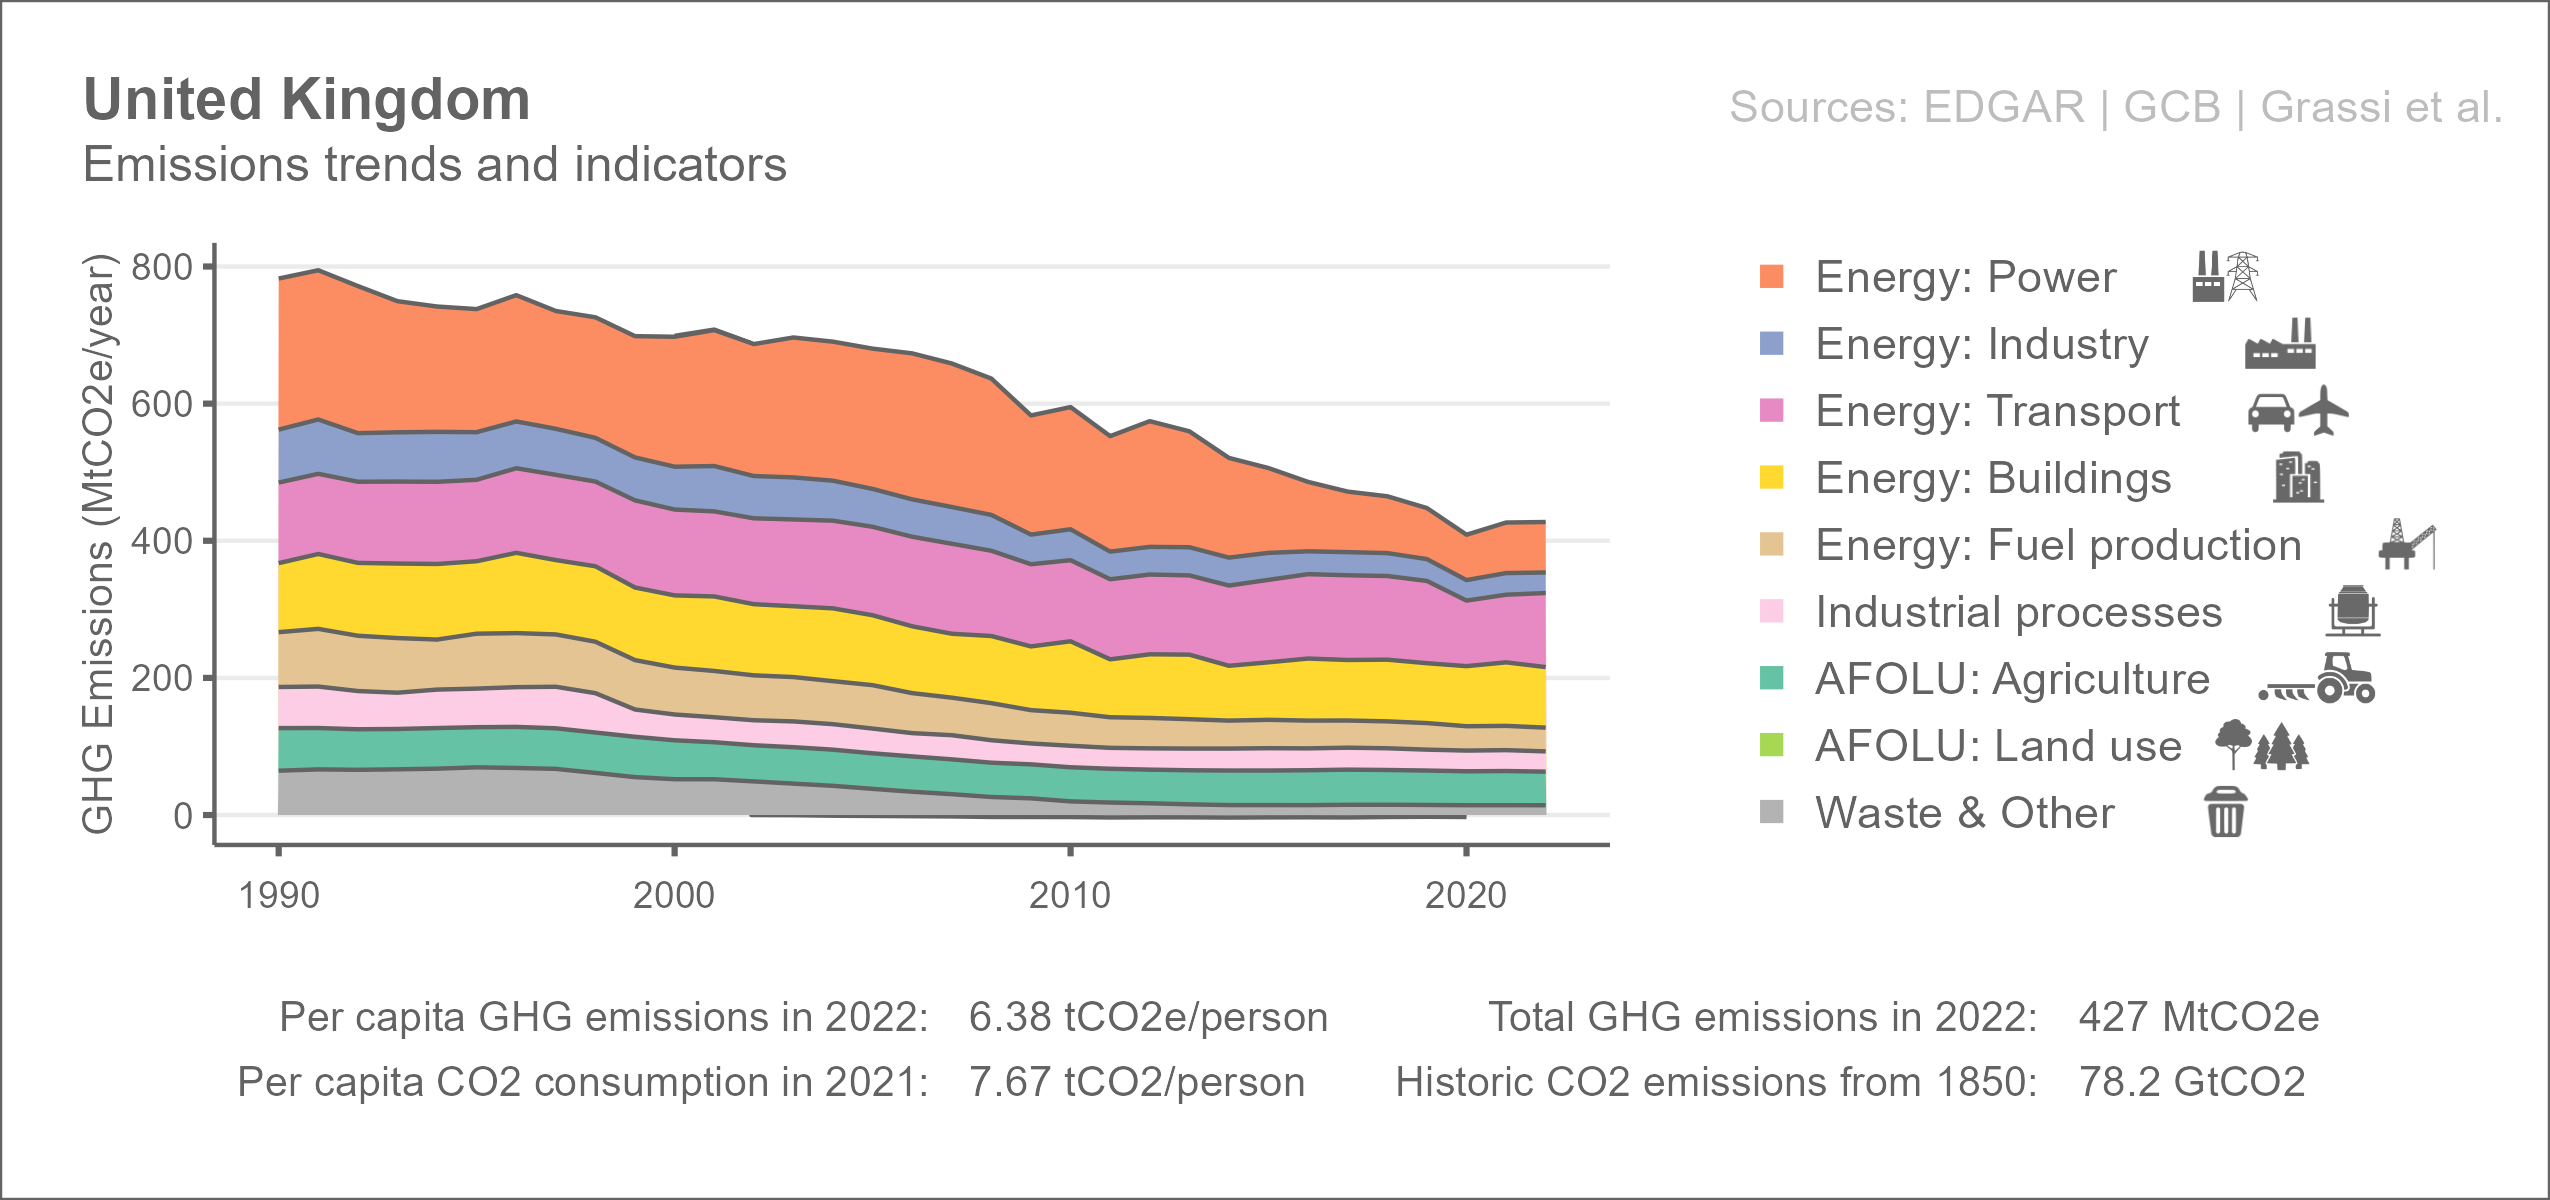 United Kingdom
Sources: EDGAR | GCB | Grassi et al.
Emissions trends and indicators
GHG Emissions (MtCO2e/year)
800
600
400
200
0
1990
2000
2010
2020
Energy: Power
Energy: Industry
Energy: Transport
Energy: Buildings
Energy: Fuel production
Industrial processes
AFOLU: Agriculture
AFOLU: Land use
Waste & Other
Per capita GHG emissions in 2022: 6.38 tCO2e/person
Total GHG emissions in 2022: 427 MtCO2e
Per capita CO2 consumption in 2021: 7.67 tCO2/person
Historic CO2 emissions from 1850: 78.2 GtCO2